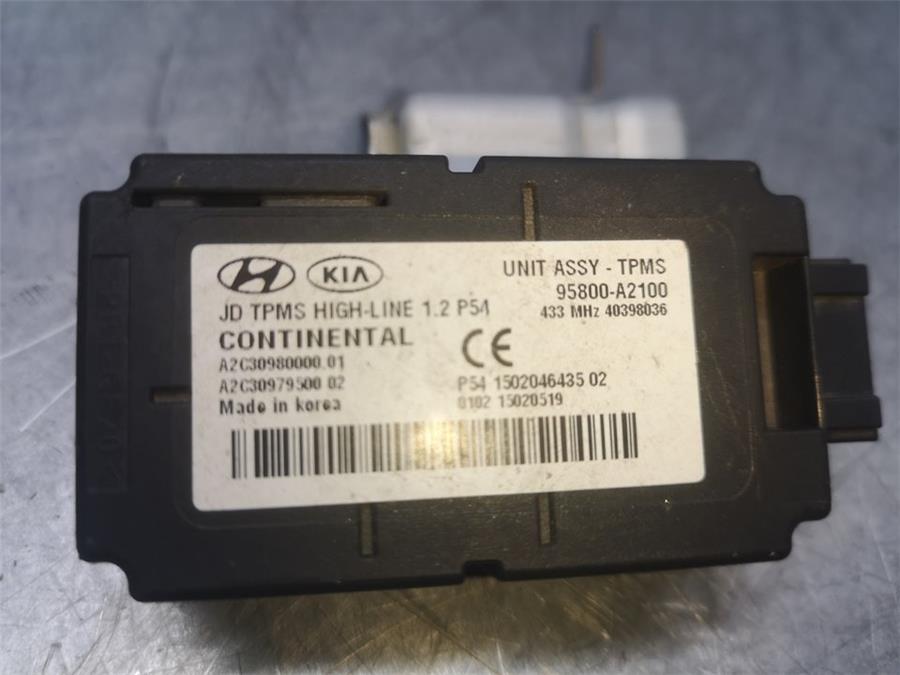 KIA
UNIT ASSY - TPMS
95800-A2100
JD TPMS HIGH-LINE 1.2 P54
433 MHz 40398036
CONTINENTAL
CE
A2C30980000 01
A2C30979500 02
P54 1502046435 02
Made in korea
0102 15020519